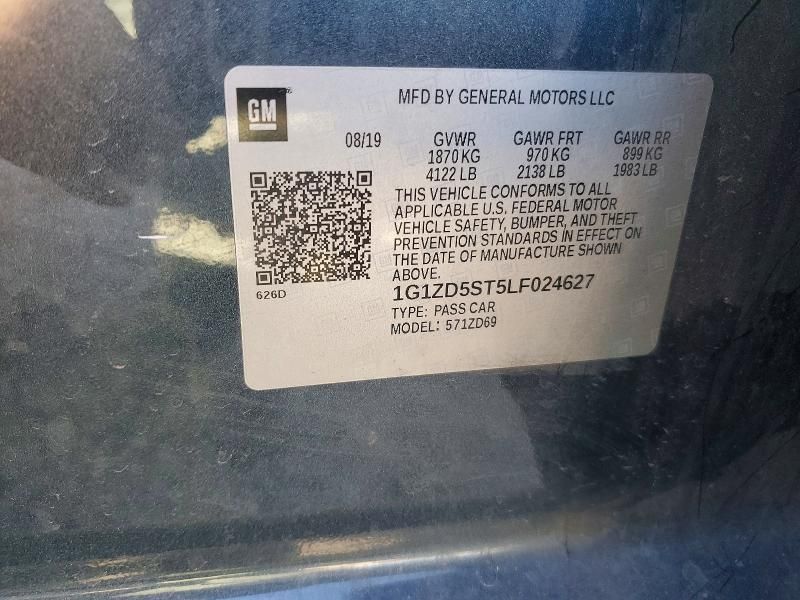 GM
MFD BY GENERAL MOTORS LLC
08/19 GVWR GAWR FRT GAWR RR
1870 KG 970 KG 899 KG
4122 LB 2138 LB 1983 LB
THIS VEHICLE CONFORMS TO ALL
APPLICABLE U.S. FEDERAL MOTOR
VEHICLE SAFETY, BUMPER, AND THEFT
PREVENTION STANDARDS IN EFFECT ON
THE DATE OF MANUFACTURE SHOWN
ABOVE.
626D
1G1ZD5ST5LF024627
TYPE: PASS CAR
MODEL: 571ZD69